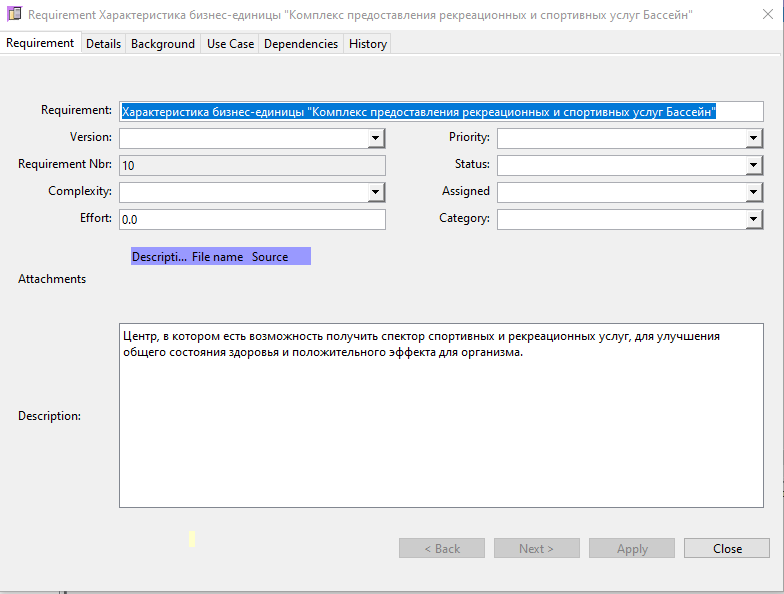 Requirement Характеристика бизнес-единицы "Комплекс предоставления рекреационных и спортивных услуг Бассейн"
Requirement Details Background Use Case Dependencies History
Requirement: Характеристика бизнес-единицы "Комплекс предоставления рекреационных и спортивных услуг Бассейн"
Version: Priority:
Requirement Nbr: 10 Status:
Complexity: Assigned
Effort: 0.0 Category:
Descripti... File name Source
Attachments
Центр, в котором есть возможность получить спектор спортивных и рекреационных услуг, для улучшения
общего состояния здоровья и положительного эффекта для организма.
Description:
< Back Next > Apply Close